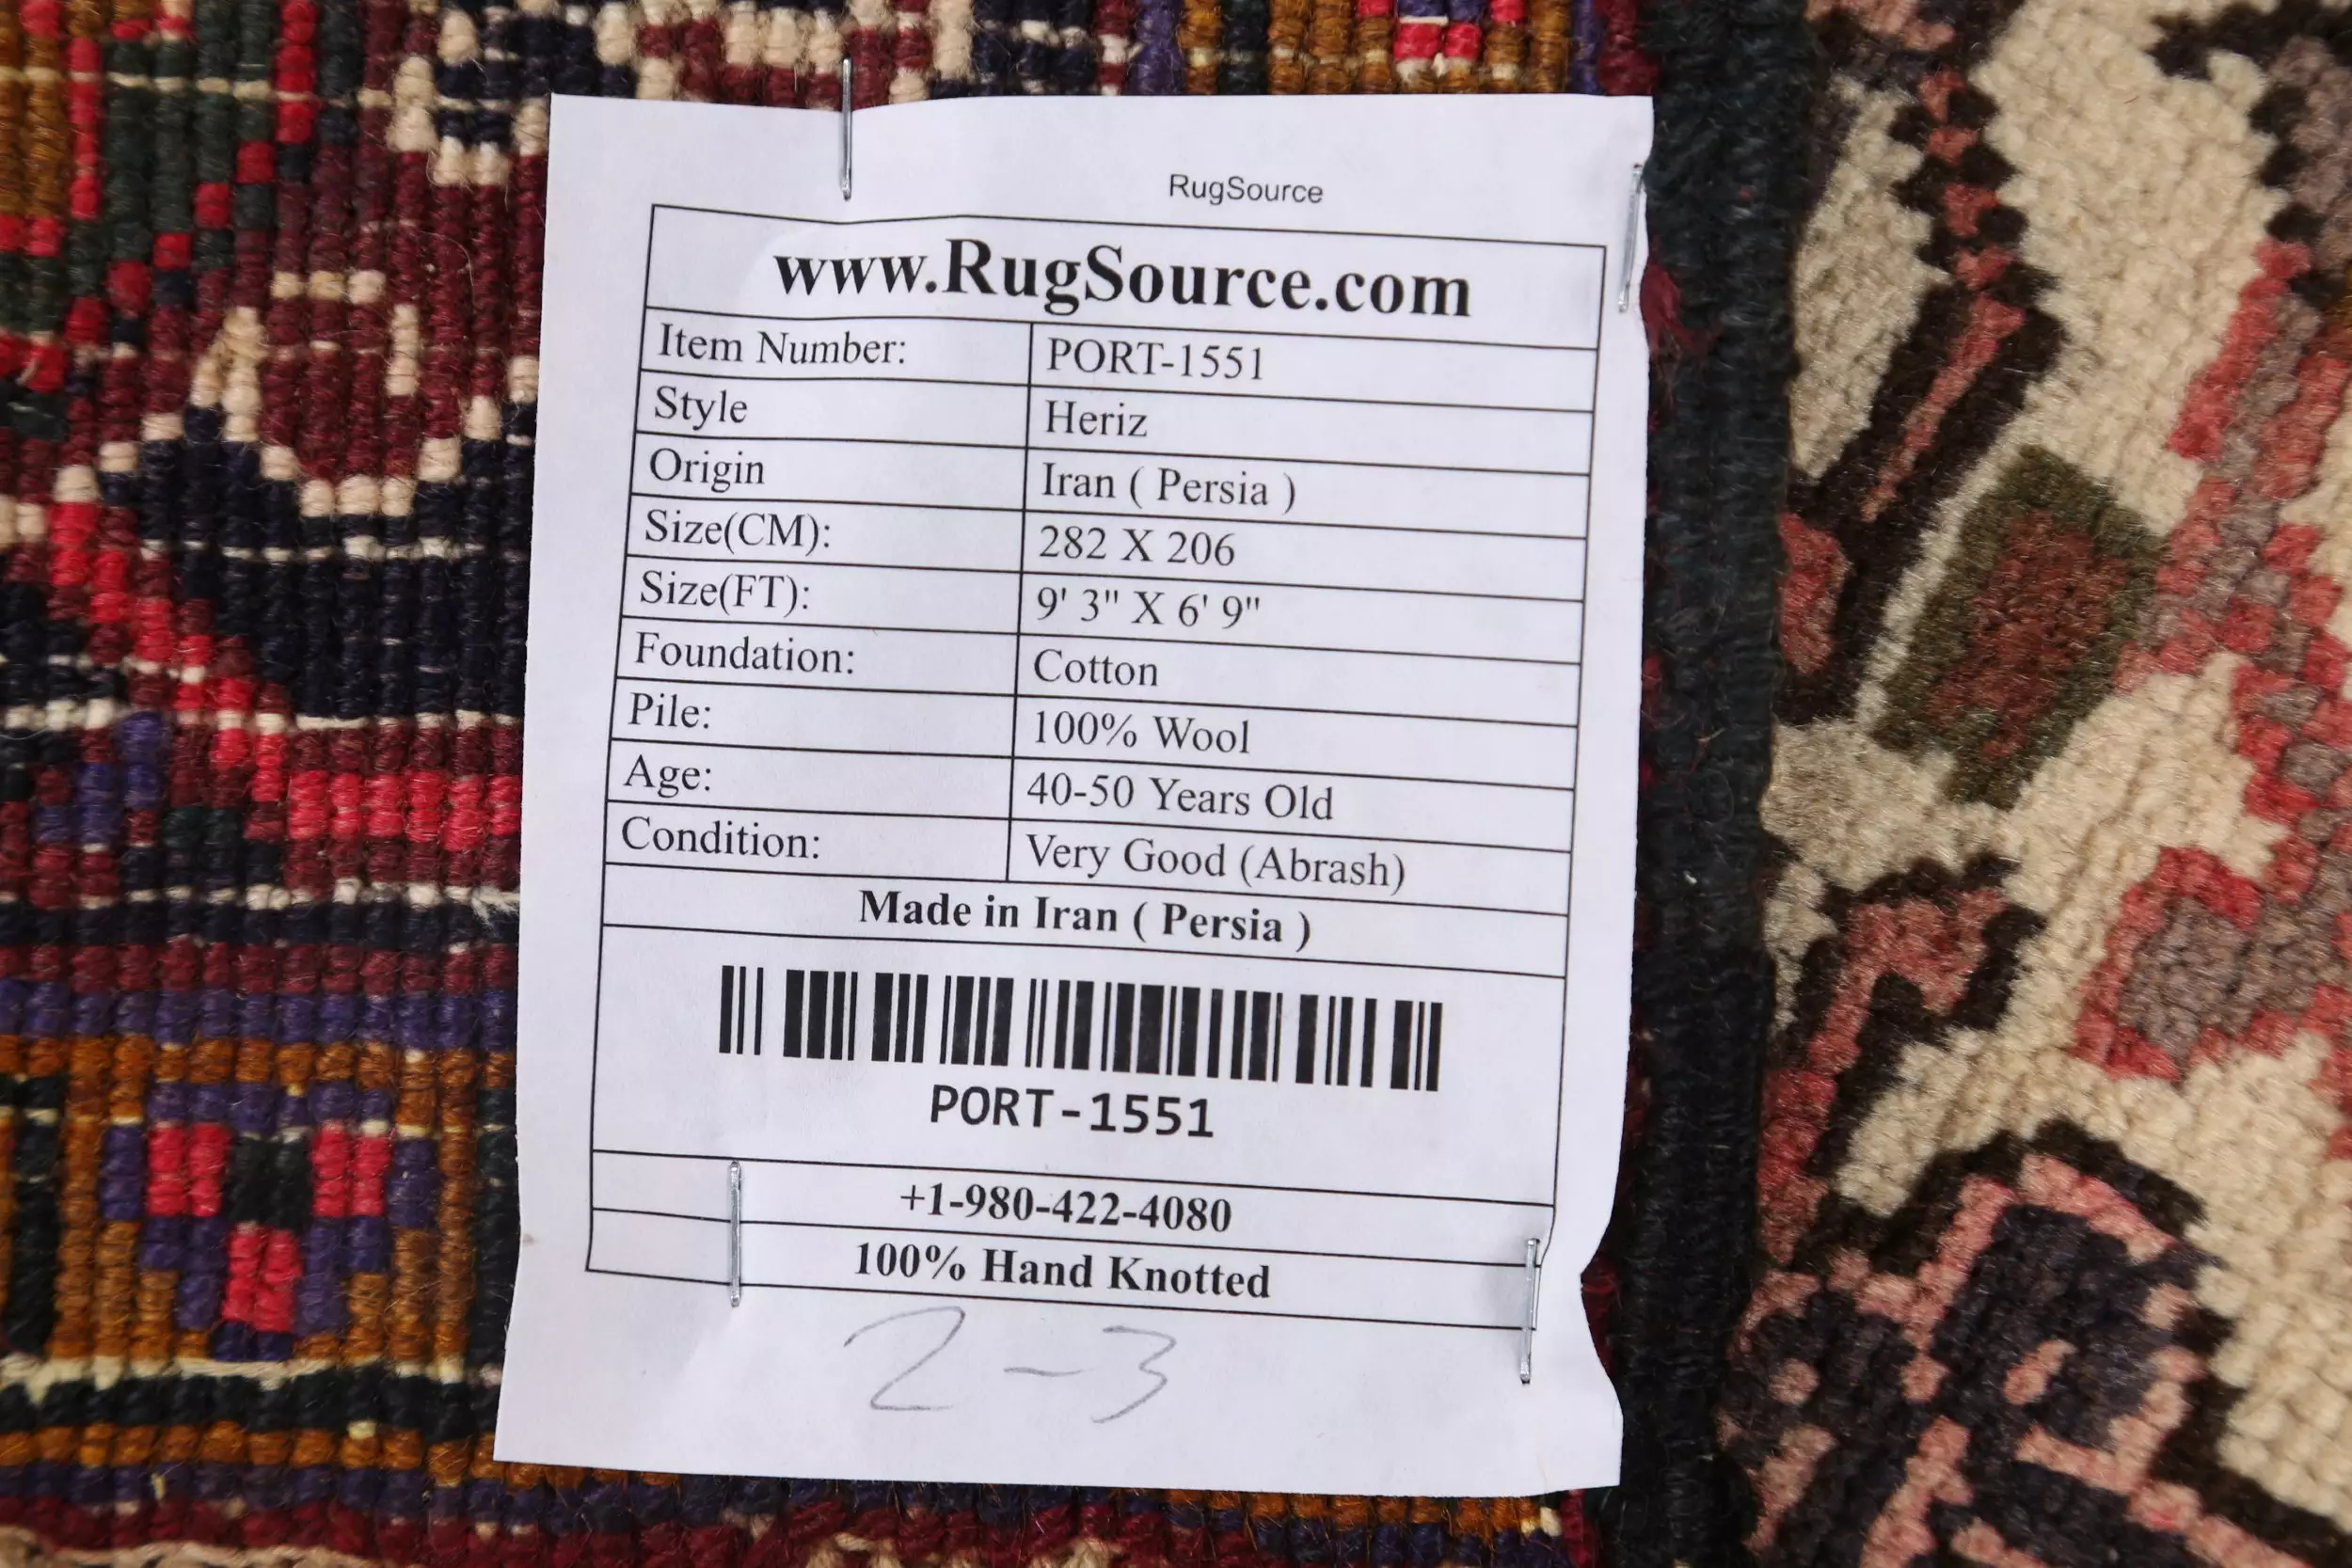 RugSource
www.RugSource.com
Item Number: PORT-1551
Style Heriz
Origin Iran ( Persia )
Size(CM): 282 X 206
Size(FT): 9' 3" X 6' 9"
Foundation: Cotton
Pile: 100% Wool
Age: 40-50 Years Old
Condition: Very Good (Abrash)
Made in Iran ( Persia )
PORT-1551
+1-980-422-4080
100% Hand Knotted
2-3